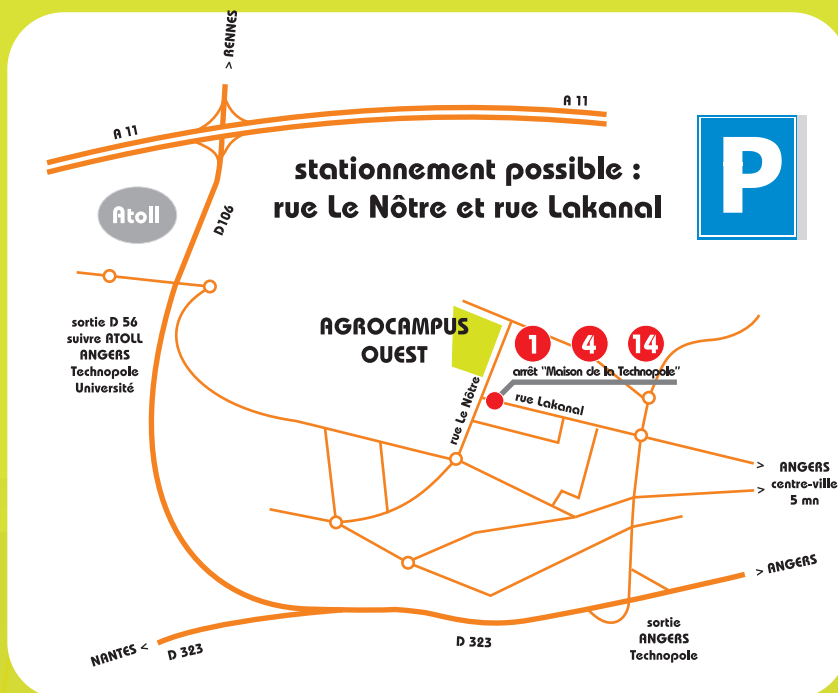 > RENNES
A 11
A 11
stationnement possible :
rue Le Nôtre et rue Lakanal
P
Atoll
D106
sortie D 56
suivre ATOLL
ANGERS
Technopole
Université
AGROCAMPUS
OUEST
1 4 14
arrêt "Maison de la Technopole"
rue Le Nôtre
rue Lakanal
> ANGERS
centre-ville
> 5 mn
> ANGERS
sortie
ANGERS
Technopole
D 323
NANTES <
D 323